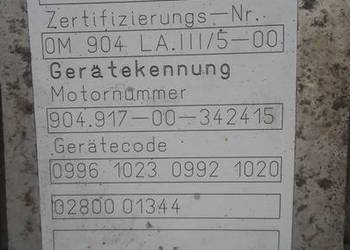 Zertifizierungs-Nr.
OM 904 LA.III/5-00
Gerätekennung
Motornummer
904.917-00-342415
Gerätecode
0996 1023 0992 1020
02800 01344